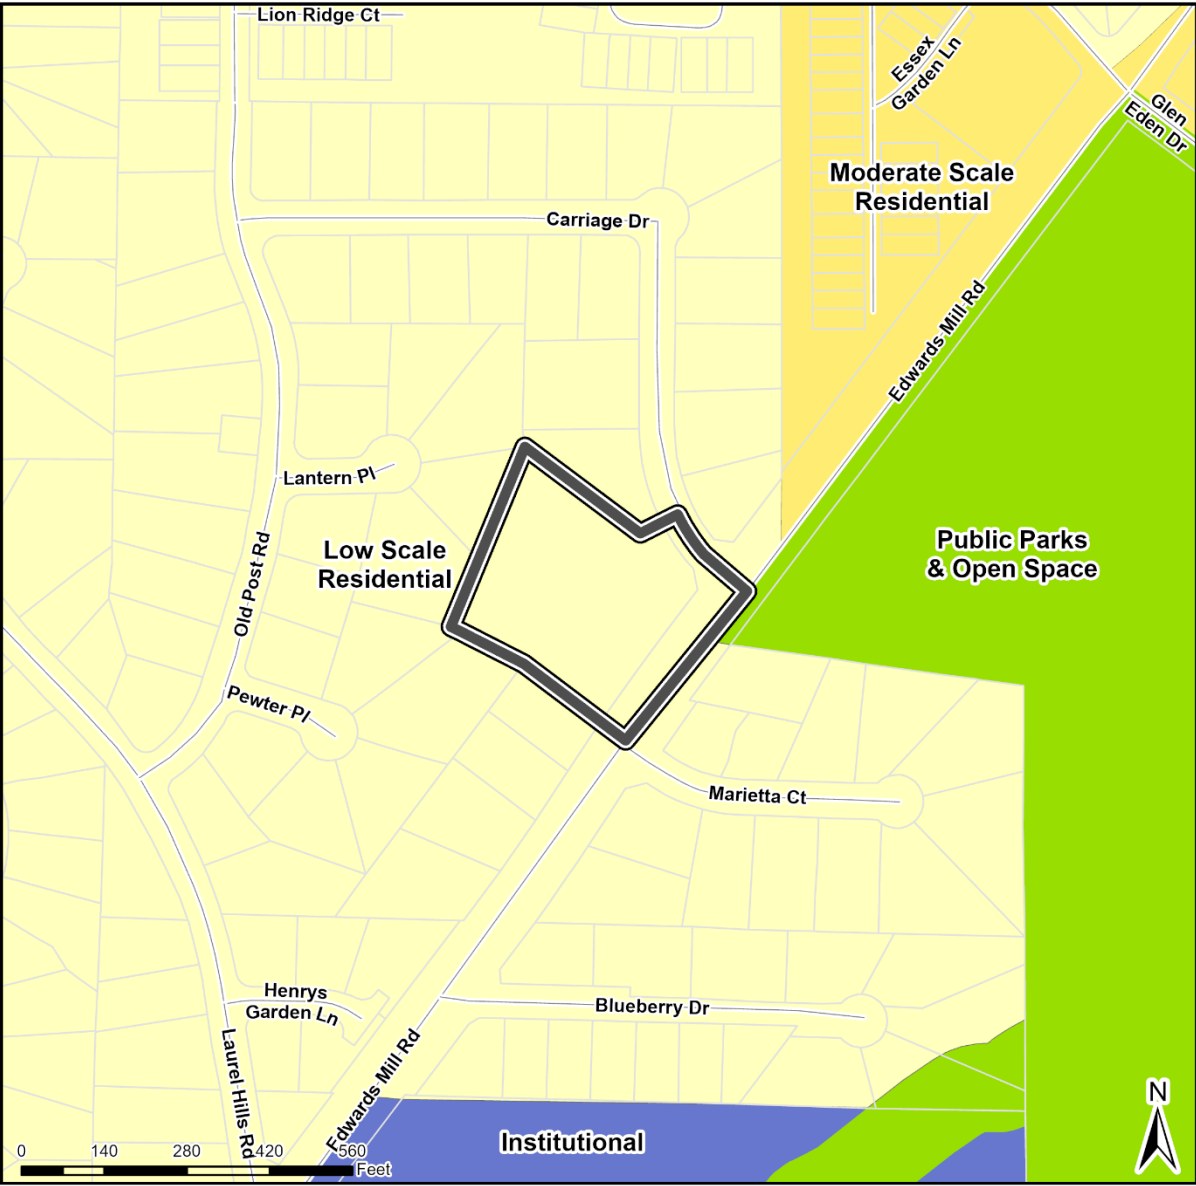 Lion Ridge Ct
Essex
Garden Ln
Glen
Eden Dr
Moderate Scale
Residential
Carriage Dr
Edwards Mill Rd
Lantern Pl
Low Scale
Residential
Public Parks
& Open Space
Old Post Rd
Pewter Pl
Marietta Ct
Henrys
Garden Ln
Blueberry Dr
Laurel Hills Rd
Edwards Mill Rd
Institutional
N
0 140 280 420 560
Feet